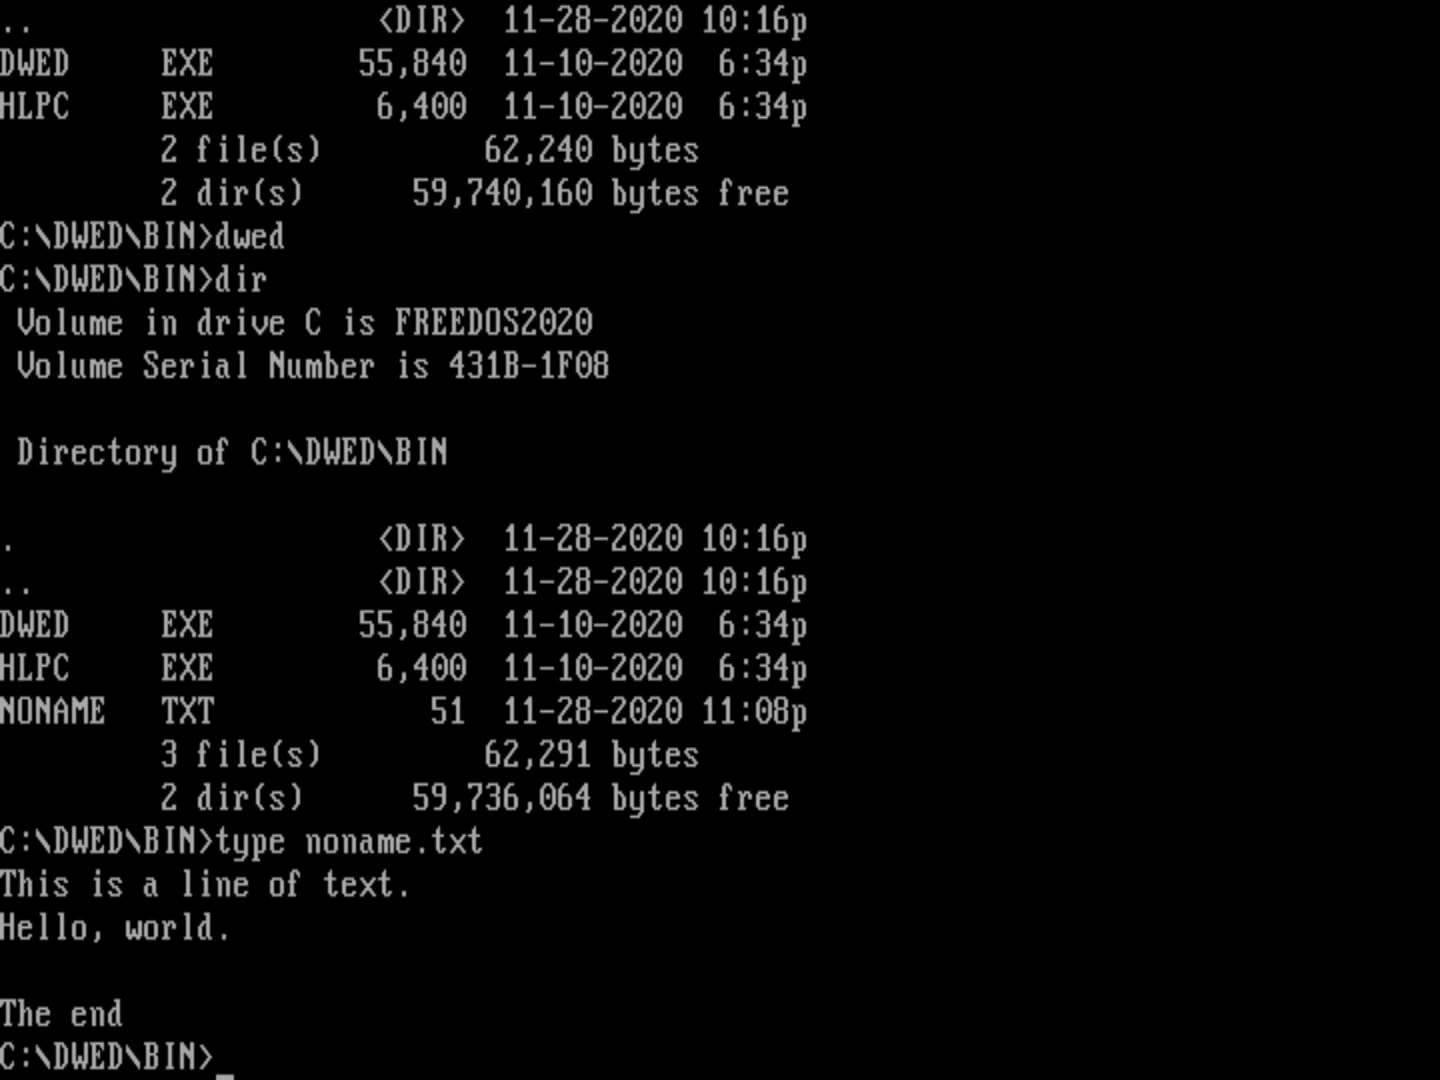 ..                   <DIR>  11-28-2020 10:16p
DWED     EXE        55,840  11-10-2020  6:34p
HLPC     EXE         6,400  11-10-2020  6:34p
         2 file(s)         62,240 bytes
         2 dir(s)      59,740,160 bytes free
C:\DWED\BIN>dwed
C:\DWED\BIN>dir
 Volume in drive C is FREEDOS2020
 Volume Serial Number is 431B-1F08
 Directory of C:\DWED\BIN
.                    <DIR>  11-28-2020 10:16p
..                   <DIR>  11-28-2020 10:16p
DWED     EXE        55,840  11-10-2020  6:34p
HLPC     EXE         6,400  11-10-2020  6:34p
NONAME   TXT            51  11-28-2020 11:08p
         3 file(s)         62,291 bytes
         2 dir(s)      59,736,064 bytes free
C:\DWED\BIN>type noname.txt
This is a line of text.
Hello, world.
The end
C:\DWED\BIN>_